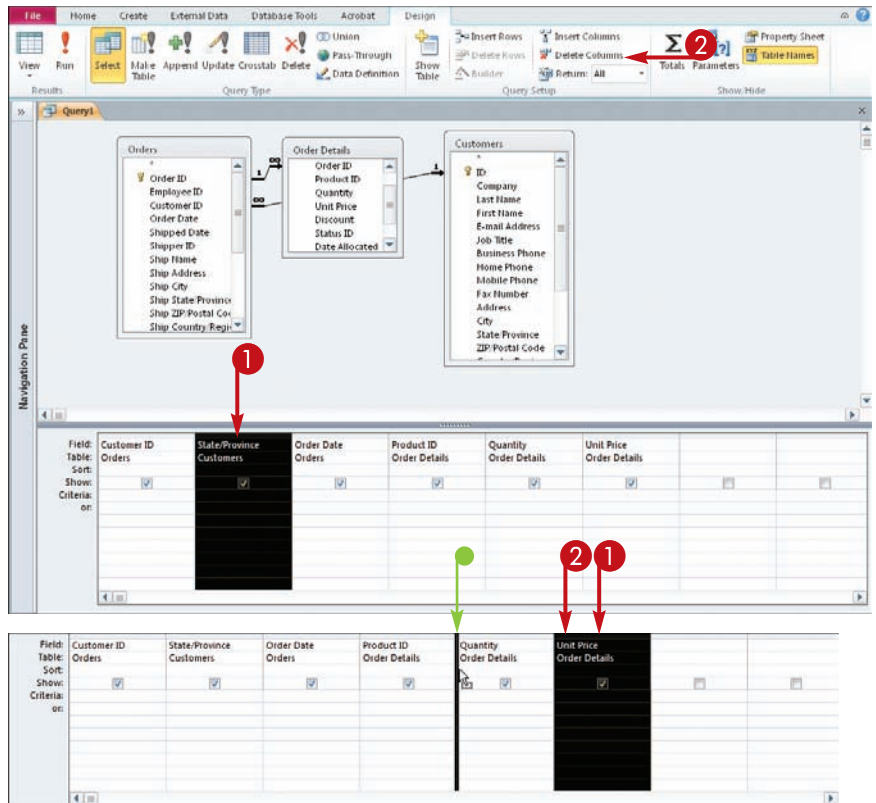 File Home Create External Data Database Tools Acrobat Design
View Run Select Make Table Append Update Crosstab Delete Union Pass-Through Data Definition Show Table Insert Rows Delete Rows Builder Insert Columns Delete Columns Return: All Totals Parameters Property Sheet Table Names
2
Results Query Type Query Setup Show/Hide
Query1
Navigation Pane
Orders
*
Order ID
Employee ID
Customer ID
Order Date
Shipped Date
Shipper ID
Ship Name
Ship Address
Ship City
Ship State/Province
Ship ZIP/Postal Cod
Ship Country/Regi
1 ∞
∞
Order Details
Order ID
Product ID
Quantity
Unit Price
Discount
Status ID
Date Allocated
1
Customers
*
ID
Company
Last Name
First Name
E-mail Address
Job Title
Business Phone
Home Phone
Mobile Phone
Fax Number
Address
City
State/Province
ZIP/Postal Code
1
Field: Customer ID State/Province Order Date Product ID Quantity Unit Price
Table: Orders Customers Orders Order Details Order Details Order Details
Sort:
Show:
Criteria:
or:
2 1
Field: Customer ID State/Province Order Date Product ID Quantity Unit Price
Table: Orders Customers Orders Order Details Order Details Order Details
Sort:
Show:
Criteria:
or: